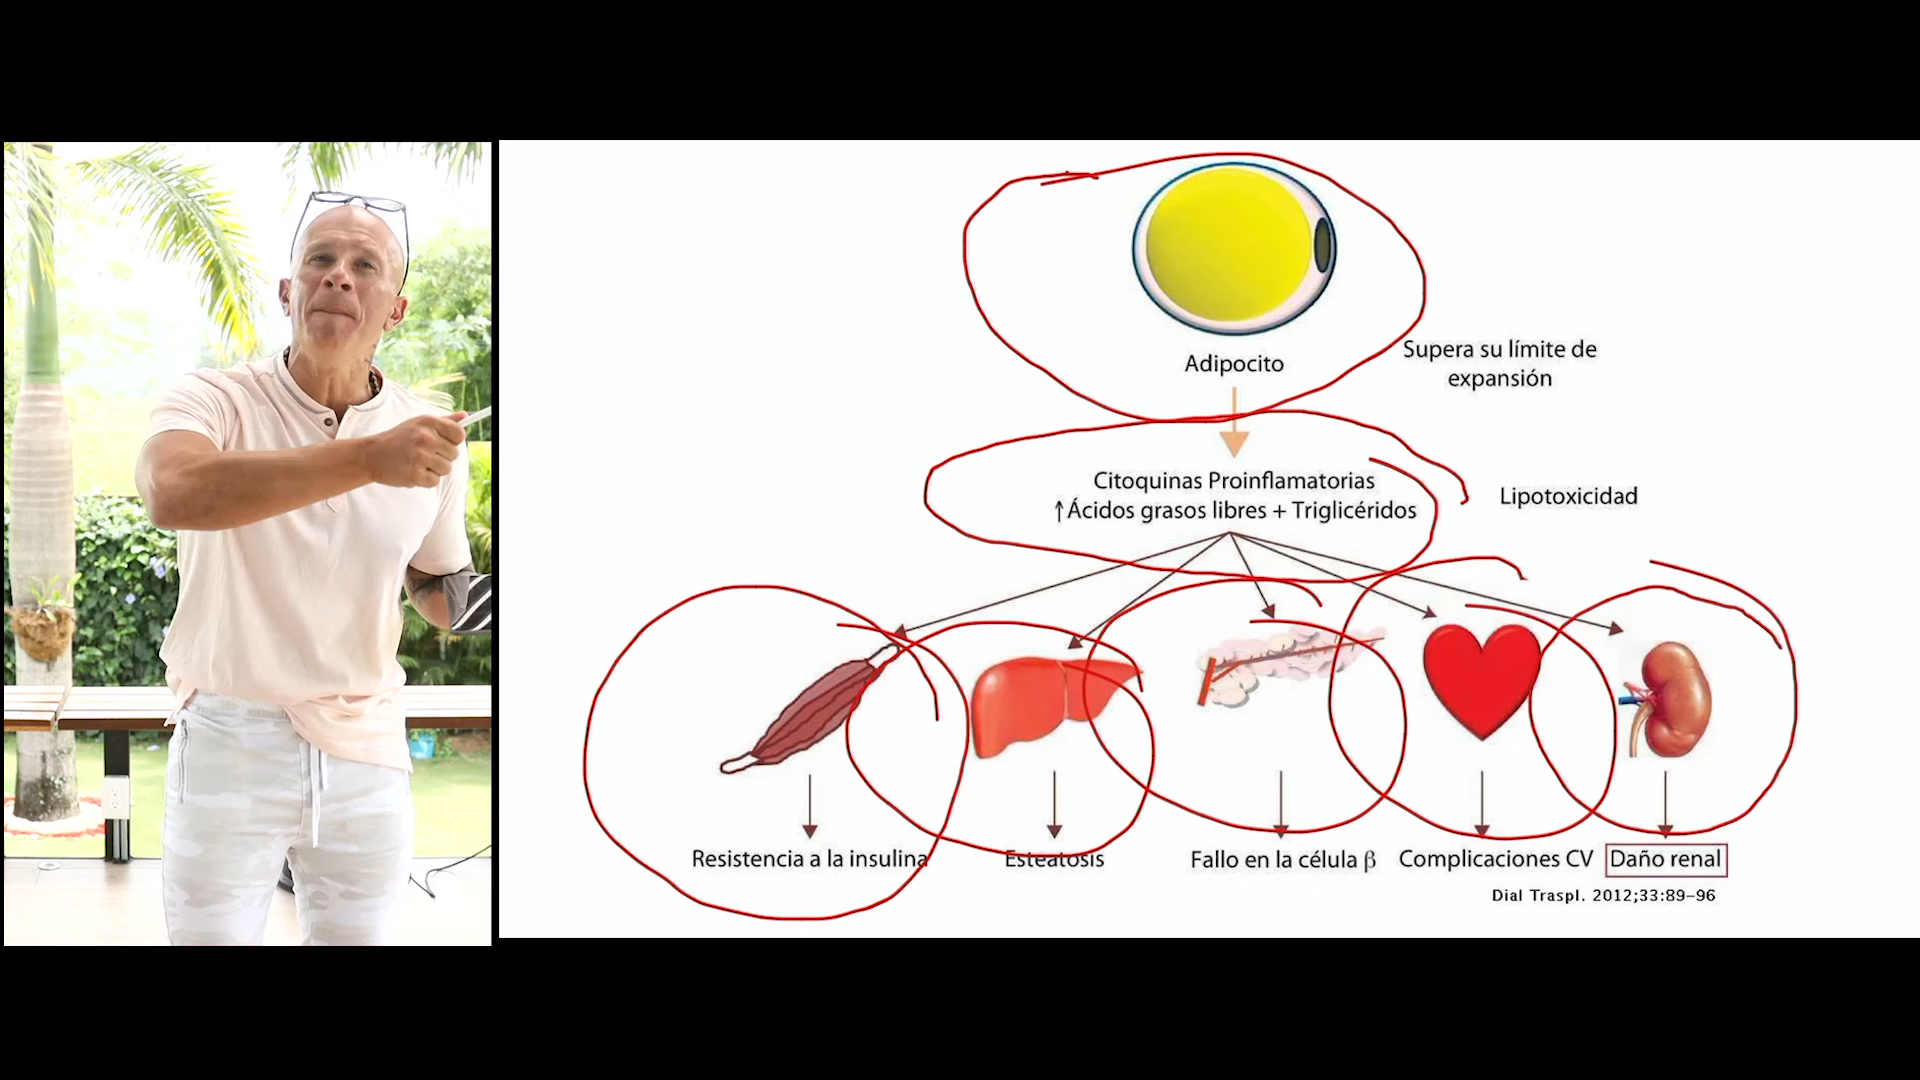 Adipocito
Supera su límite de
expansión
Citoquinas Proinflamatorias
↑Ácidos grasos libres + Triglicéridos
Lipotoxicidad
Resistencia a la insulina
Esteatosis
Fallo en la célula β
Complicaciones CV
Daño renal
Dial Traspl. 2012;33:89-96